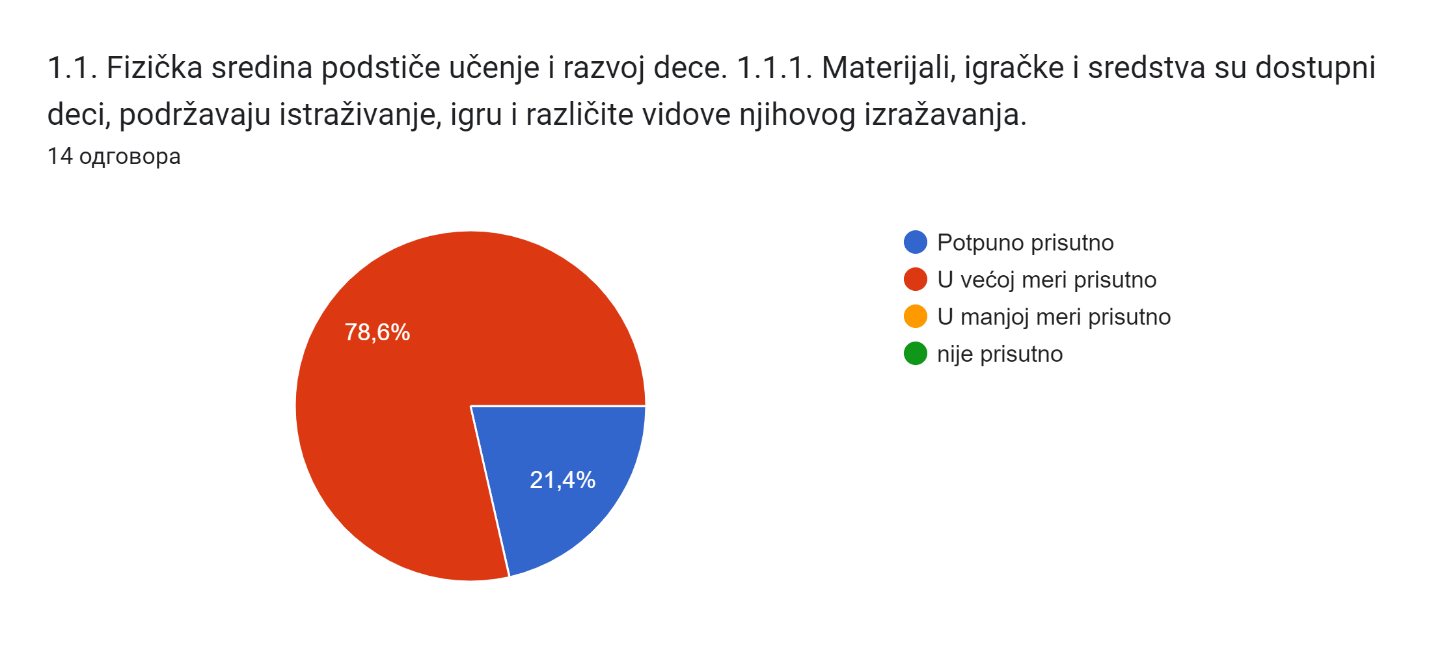 1.1. Fizička sredina podstiče učenje i razvoj dece. 1.1.1. Materijali, igračke i sredstva su dostupni
deci, podržavaju istraživanje, igru i različite vidove njihovog izražavanja.
14 одговора
Potpuno prisutno
U većoj meri prisutno
U manjoj meri prisutno
nije prisutno
78,6%
21,4%